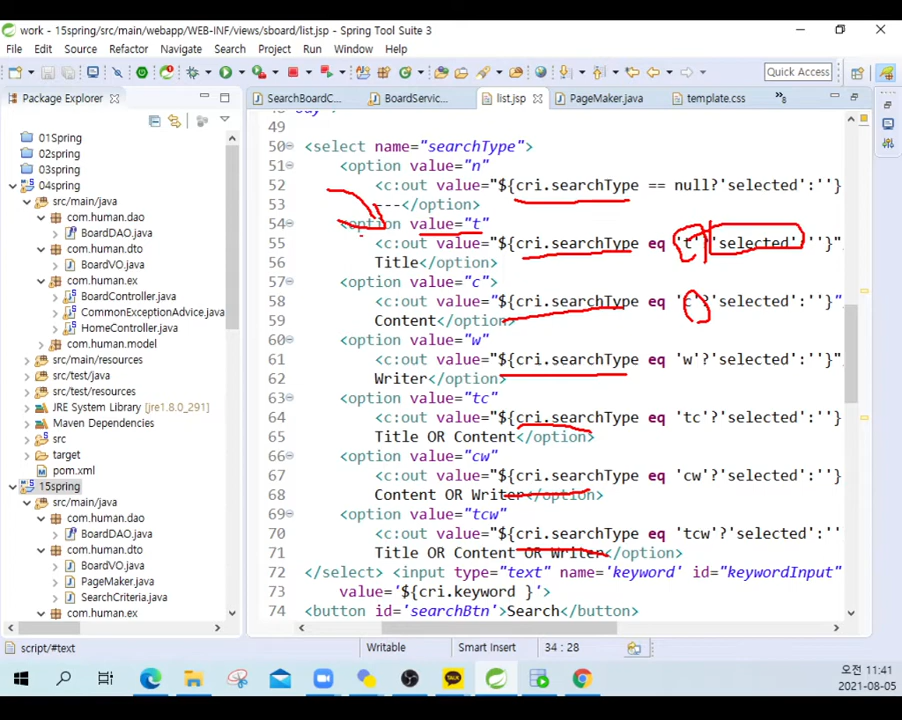 work - 15spring/src/main/webapp/WEB-INF/views/sboard/list.jsp - Spring Tool Suite 3
File Edit Source Refactor Navigate Search Project Run Window Help
Quick Access
Package Explorer
SearchBoardC... BoardServic... list.jsp PageMaker.java template.css
01Spring
02spring
03spring
04spring
src/main/java
com.human.dao
BoardDAO.java
com.human.dto
BoardVO.java
com.human.ex
BoardController.java
CommonExceptionAdvice.java
HomeController.java
com.human.model
src/main/resources
src/test/java
src/test/resources
JRE System Library [jre1.8.0_291]
Maven Dependencies
src
target
pom.xml
15spring
src/main/java
com.human.dao
BoardDAO.java
com.human.dto
BoardVO.java
PageMaker.java
SearchCriteria.java
com.human.ex
49
50 <select name="searchType">
51 <option value="n"
52 <c:out value="${cri.searchType == null?'selected':''}
53 ---</option>
54 <option value="t"
55 <c:out value="${cri.searchType eq 't' 'selected' ''}"
56 Title</option>
57 <option value="c">
58 <c:out value="${cri.searchType eq 'c'?'selected':''}"
59 Content</option>
60 <option value="w"
61 <c:out value="${cri.searchType eq 'w'?'selected':''}"
62 Writer</option>
63 <option value="tc"
64 <c:out value="${cri.searchType eq 'tc'?'selected':''}
65 Title OR Content</option>
66 <option value="cw"
67 <c:out value="${cri.searchType eq 'cw'?'selected':''}
68 Content OR Writer</option>
69 <option value="tcw"
70 <c:out value="${cri.searchType eq 'tcw'?'selected':''
71 Title OR Content OR Writer</option>
72 </select> <input type="text" name='keyword' id="keywordInput"
73 value='${cri.keyword }'>
74 <button id='searchBtn'>Search</button>
script/#text Writable Smart Insert 34 : 28
TALK
오전 11:41
2021-08-05